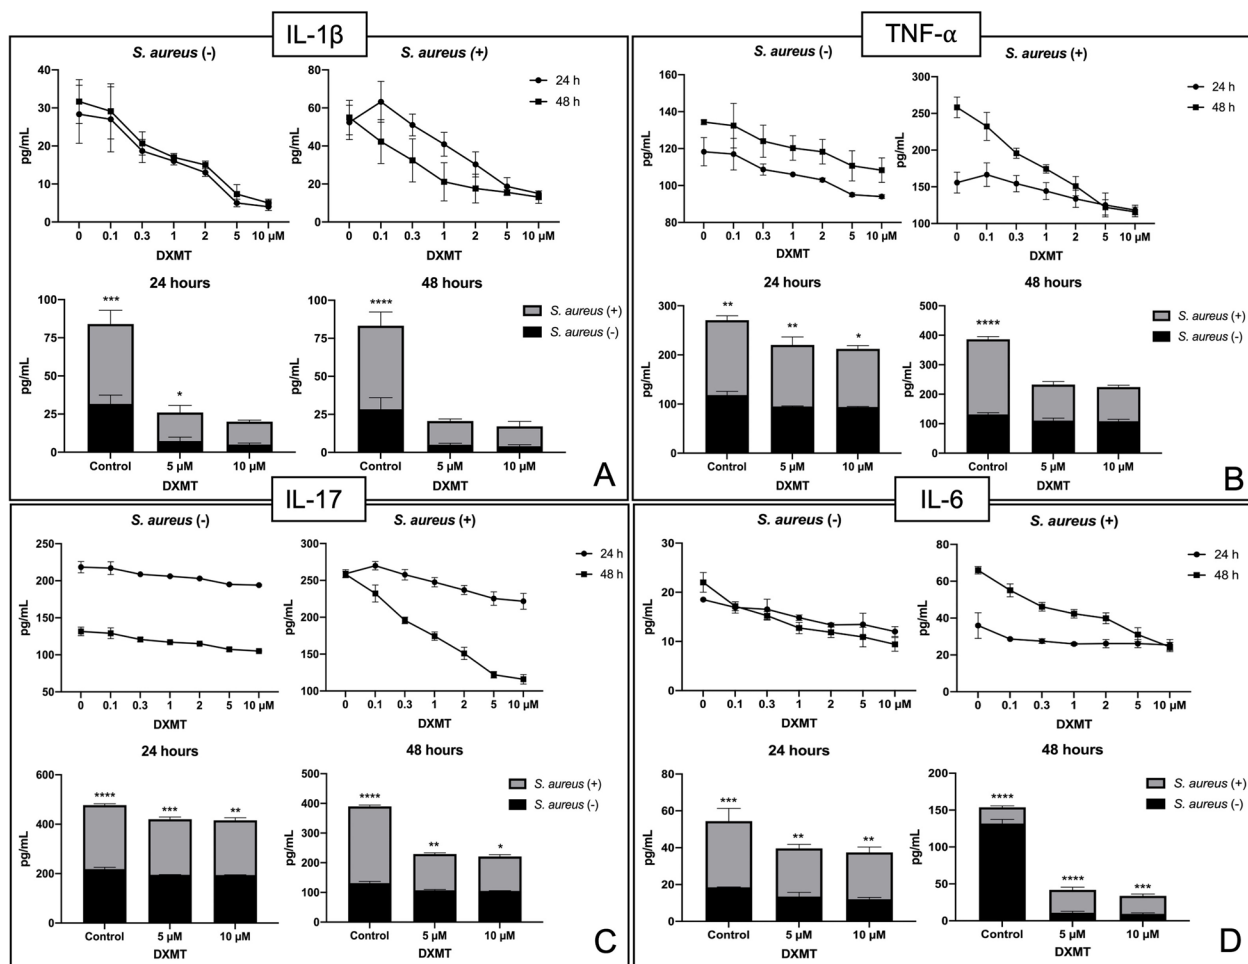 IL-1β
S. aureus (-)
S. aureus (+)
40
30
20
10
0
pg/mL
0 0.1 0.3 1 2 5 10 µM
DXMT
80
60
40
20
0
pg/mL
0 0.1 0.3 1 2 5 10 µM
DXMT
24 h
48 h
24 hours
48 hours
100
75
50
25
0
pg/mL
***
*
Control 5 µM 10 µM
DXMT
100
75
50
25
0
pg/mL
****
Control 5 µM 10 µM
DXMT
S. aureus (+)
S. aureus (-)
A
TNF-α
S. aureus (-)
S. aureus (+)
160
140
120
100
80
pg/mL
0 0.1 0.3 1 2 5 10 µM
DXMT
300
250
200
150
100
pg/mL
0 0.1 0.3 1 2 5 10 µM
DXMT
24 h
48 h
24 hours
48 hours
300
200
100
0
pg/mL
**
**
*
Control 5 µM 10 µM
DXMT
500
400
300
200
100
0
pg/mL
****
Control 5 µM 10 µM
DXMT
S. aureus (+)
S. aureus (-)
B
IL-17
S. aureus (-)
S. aureus (+)
250
200
150
100
50
pg/mL
0 0.1 0.3 1 2 5 10 µM
DXMT
300
250
200
150
100
pg/mL
0 0.1 0.3 1 2 5 10 µM
DXMT
24 h
48 h
24 hours
48 hours
600
400
200
0
pg/mL
****
***
**
Control 5 µM 10 µM
DXMT
500
400
300
200
100
0
pg/mL
****
**
*
Control 5 µM 10 µM
DXMT
S. aureus (+)
S. aureus (-)
C
IL-6
S. aureus (-)
S. aureus (+)
30
20
10
0
pg/mL
0 0.1 0.3 1 2 5 10 µM
DXMT
80
60
40
20
0
pg/mL
0 0.1 0.3 1 2 5 10 µM
DXMT
24 h
48 h
24 hours
48 hours
80
60
40
20
0
pg/mL
***
**
**
Control 5 µM 10 µM
DXMT
200
150
100
50
0
pg/mL
****
****
***
Control 5 µM 10 µM
DXMT
S. aureus (+)
S. aureus (-)
D